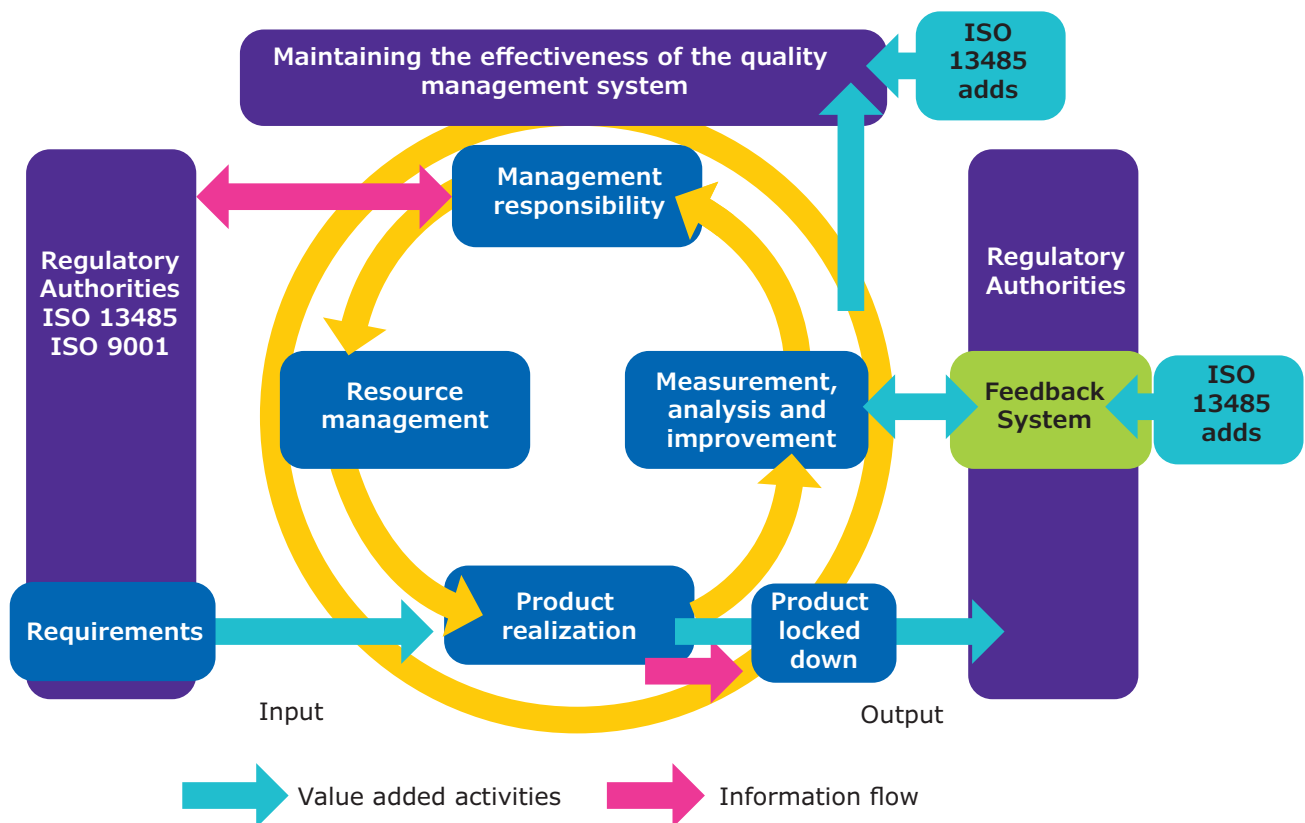 Maintaining the effectiveness of the quality
management system
ISO
13485
adds
Regulatory
Authorities
ISO 13485
ISO 9001
Management
responsibility
Regulatory
Authorities
Resource
management
Measurement,
analysis and
improvement
Feedback
System
ISO
13485
adds
Requirements
Product
realization
Product
locked
down
Input
Output
Value added activities
Information flow